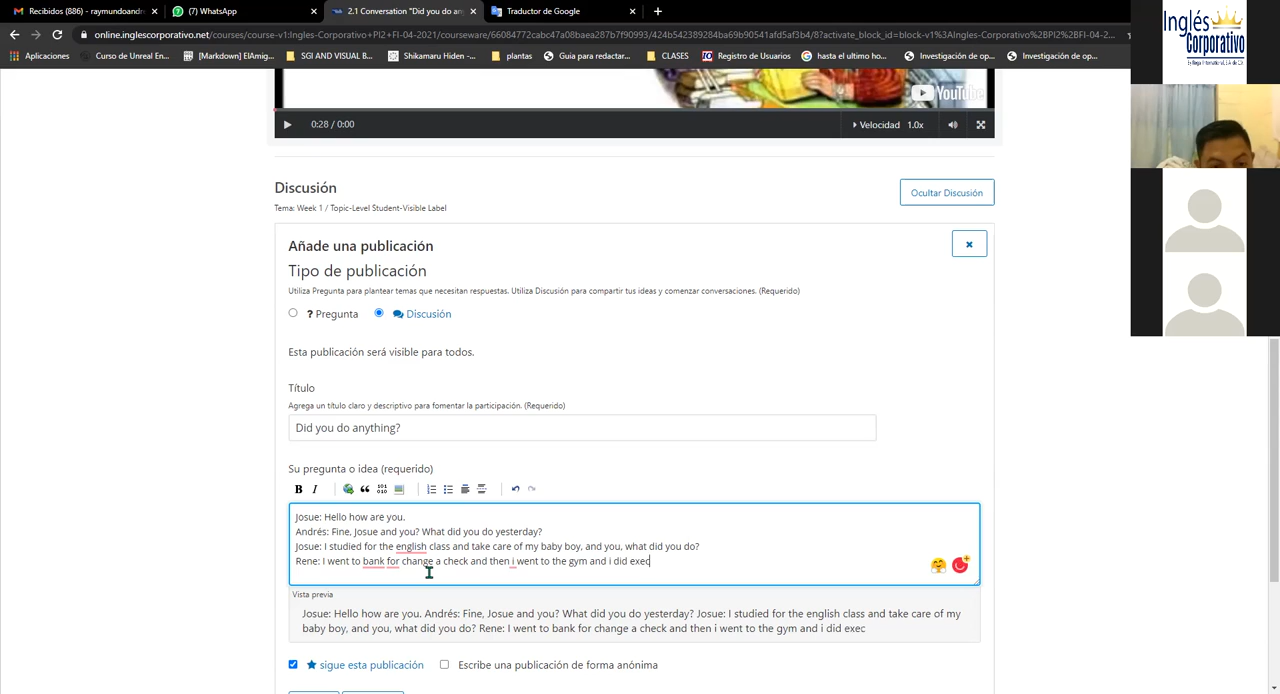 Recibidos (886) - raymundoandr
(7) WhatsApp
2.1 Conversation "Did you do any
Traductor de Google
online.inglescorporativo.net/courses/course-v1:Ingles-Corporativo+PI2+FI-04-2021/courseware/66084772cabc47a08baea287b7f90993/424b542389284ba69b90541afd5af3b4/8?activate_block_id=block-v1%3AIngles-Corporativo%2BPI2%2BFI-04-2...
Aplicaciones
Curso de Unreal En...
[Markdown] ElAmig...
SGI AND VISUAL B...
Shikamaru Hiden -...
plantas
Guia para redactar...
CLASES
Registro de Usuarios
hasta el ultimo ho...
Investigación de op...
Investigación de op...
Inglés
Corporativo
YouTube
0:28 / 0:00
Velocidad 1.0x
Discusión
Ocultar Discusión
Tema: Week 1 / Topic-Level Student-Visible Label
Añade una publicación
Tipo de publicación
Utiliza Pregunta para plantear temas que necesitan respuestas. Utiliza Discusión para compartir tus ideas y comenzar conversaciones. (Requerido)
? Pregunta
Discusión
Esta publicación será visible para todos.
Título
Agrega un título claro y descriptivo para fomentar la participación. (Requerido)
Did you do anything?
Su pregunta o idea (requerido)
B I
Josue: Hello how are you.
Andrés: Fine, Josue and you? What did you do yesterday?
Josue: I studied for the english class and take care of my baby boy, and you, what did you do?
Rene: I went to bank for change a check and then i went to the gym and i did exec
Vista previa
Josue: Hello how are you. Andrés: Fine, Josue and you? What did you do yesterday? Josue: I studied for the english class and take care of my
baby boy, and you, what did you do? Rene: I went to bank for change a check and then i went to the gym and i did exec
sigue esta publicación
Escribe una publicación de forma anónima